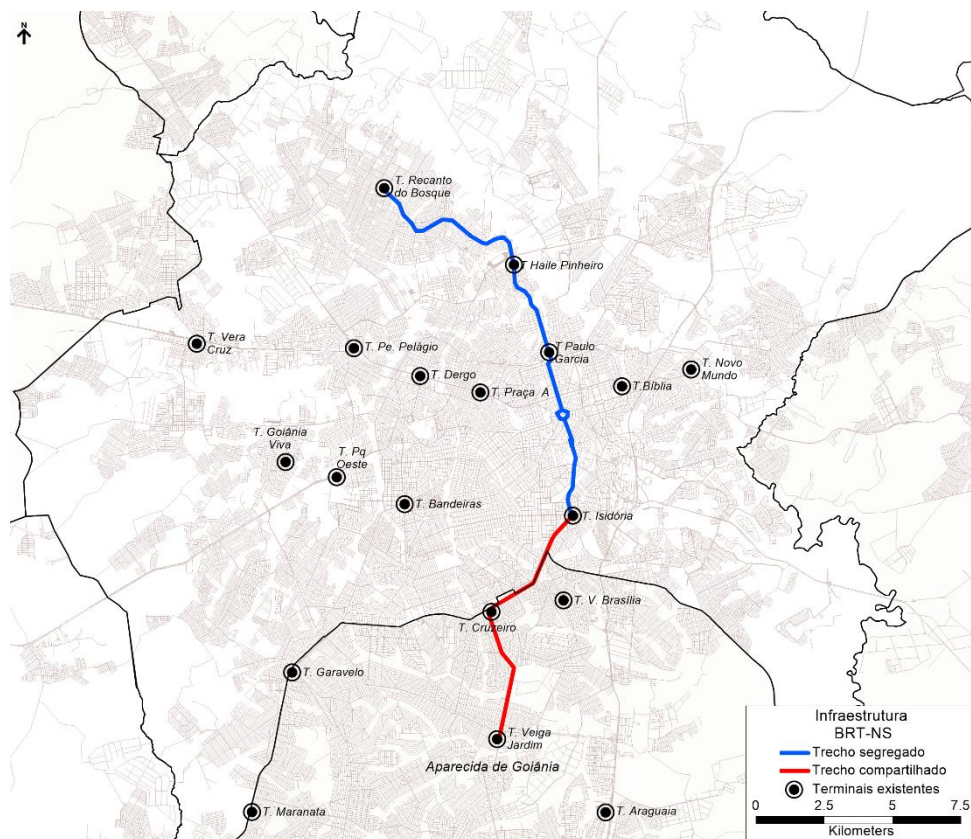 N
T. Recanto
do Bosque
T Haile Pinheiro
T. Vera
Cruz
T. Pe. Pelágio
T Paulo
Garcia
T. Dergo
T. Novo
Mundo
T. Praça A
T.Bíblia
T. Goiânia
Viva
T. Pq
Oeste
T. Bandeiras
T. Isidória
T. V. Brasília
T. Cruzeiro
T. Garavelo
T. Veiga
Jardim
Aparecida de Goiânia
T. Maranata
T. Araguaia
Infraestrutura
BRT-NS
Trecho segregado
Trecho compartilhado
Terminais existentes
0 2.5 5 7.5
Kilometers